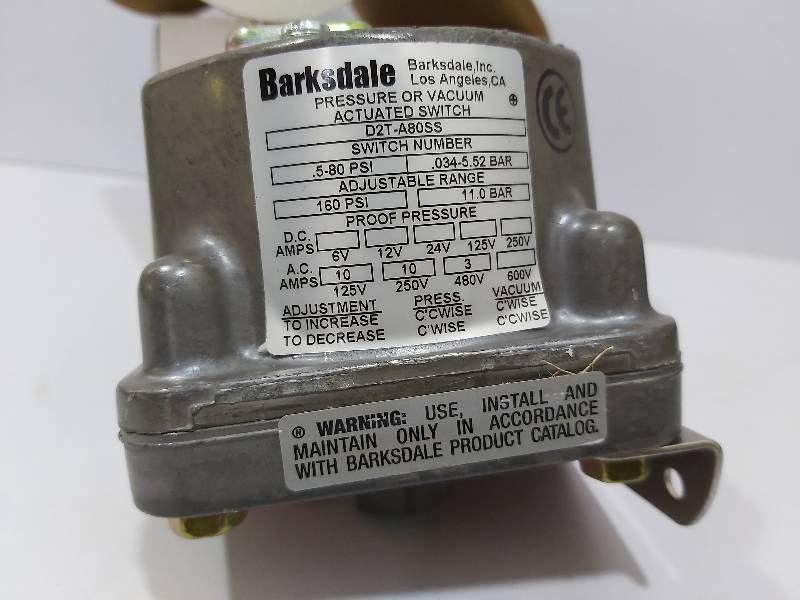 Barksdale
Barksdale,Inc.
Los Angeles,CA
PRESSURE OR VACUUM
ACTUATED SWITCH
D2T-A80SS
SWITCH NUMBER
.5-80 PSI .034-5.52 BAR
ADJUSTABLE RANGE
160 PSI 11.0 BAR
PROOF PRESSURE
D.C.
AMPS
6V 12V 24V 125V 250V
A.C.
AMPS 10 10 3
125V 250V 480V 600V
ADJUSTMENT PRESS. VACUUM
TO INCREASE C'CWISE C'WISE
TO DECREASE C'WISE C'CWISE
CE
WARNING: USE, INSTALL AND
MAINTAIN ONLY IN ACCORDANCE
WITH BARKSDALE PRODUCT CATALOG.